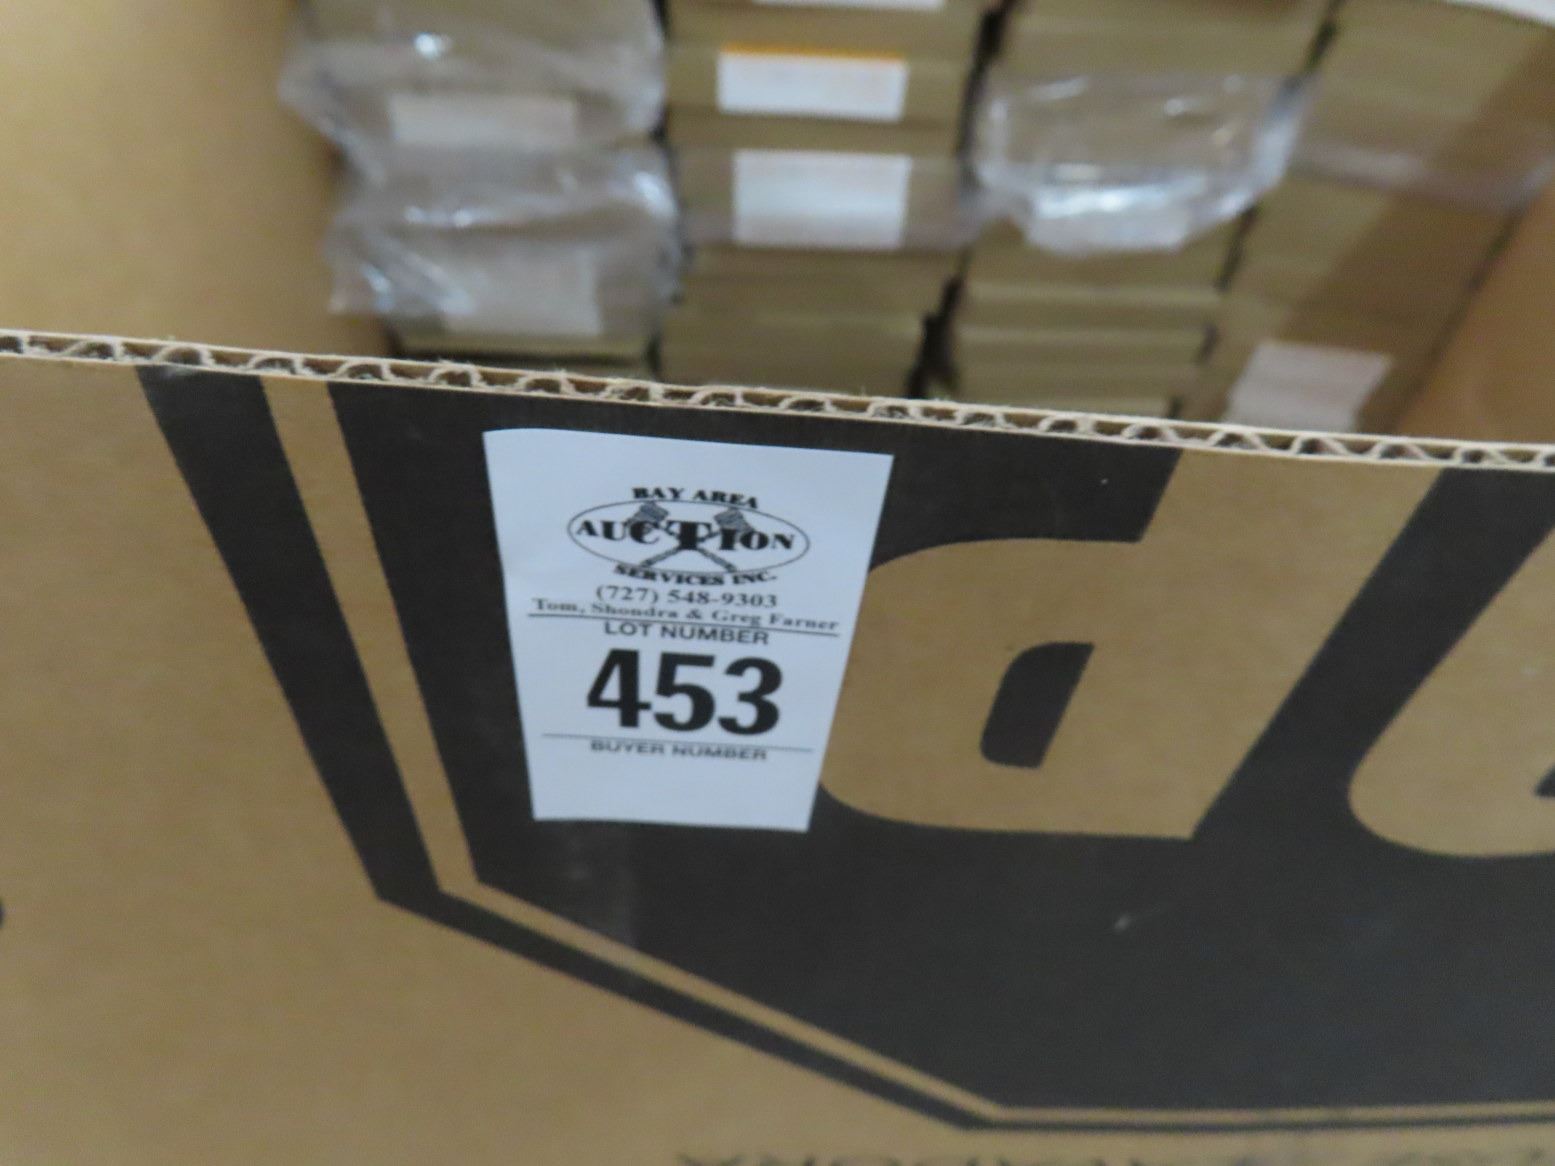 BAY AREA
AUCTION
SERVICES INC.
(727) 548-9303
Tom, Shondra & Greg Farner
LOT NUMBER
453
BUYER NUMBER